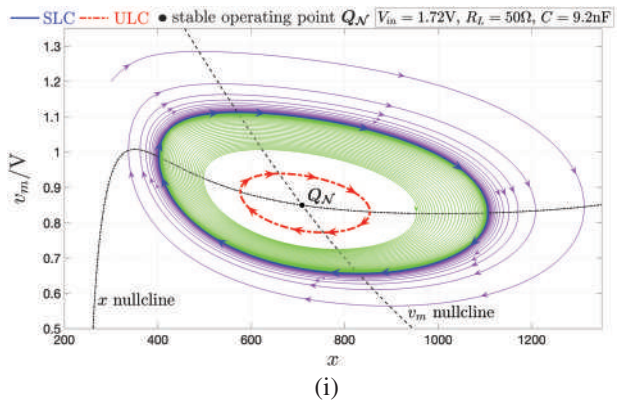 SLC ULC stable operating point Q_N V_in = 1.72V, R_L = 50Ω, C = 9.2nF
1.3
1.2
1.1
1
0.9
0.8
0.7
0.6
0.5
v_m/V
Q_N
x nullcline
v_m nullcline
200 400 600 800 1000 1200
x
(i)